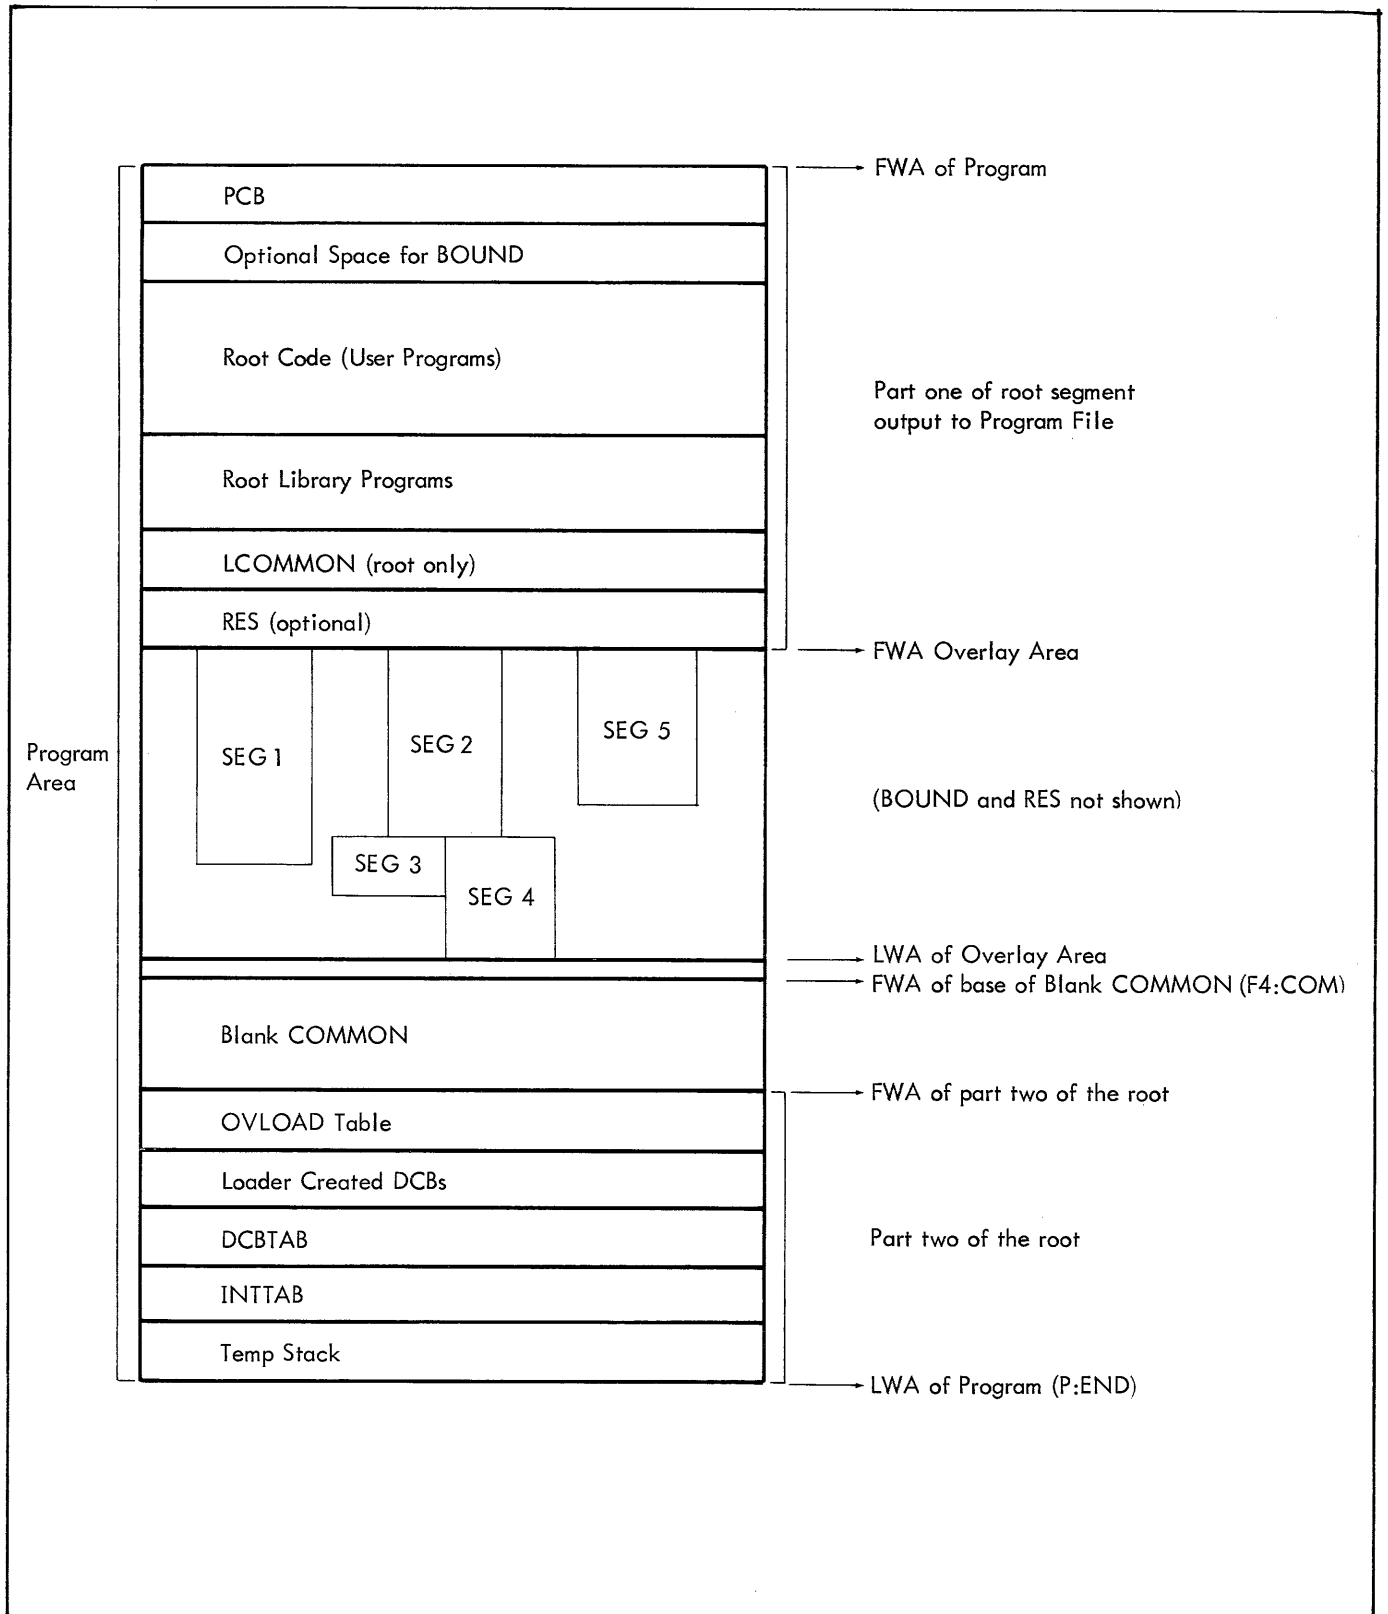 FWA of Program
PCB
Optional Space for BOUND
Root Code (User Programs)
Part one of root segment
output to Program File
Root Library Programs
LCOMMON (root only)
RES (optional)
FWA Overlay Area
SEG 1
SEG 2
SEG 5
Program
Area
(BOUND and RES not shown)
SEG 3
SEG 4
LWA of Overlay Area
FWA of base of Blank COMMON (F4:COM)
Blank COMMON
FWA of part two of the root
OVLOAD Table
Loader Created DCBs
DCBTAB
Part two of the root
INTTAB
Temp Stack
LWA of Program (P:END)